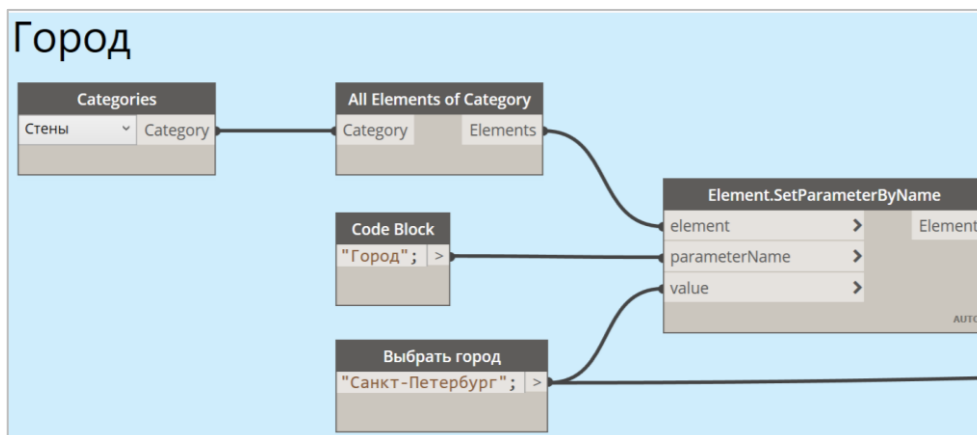 Город
Categories
Стены Category
All Elements of Category
Category Elements
Code Block
"Город"; >
Выбрать город
"Санкт-Петербург"; >
Element.SetParameterByName
element > Element
parameterName >
value >
AUTO